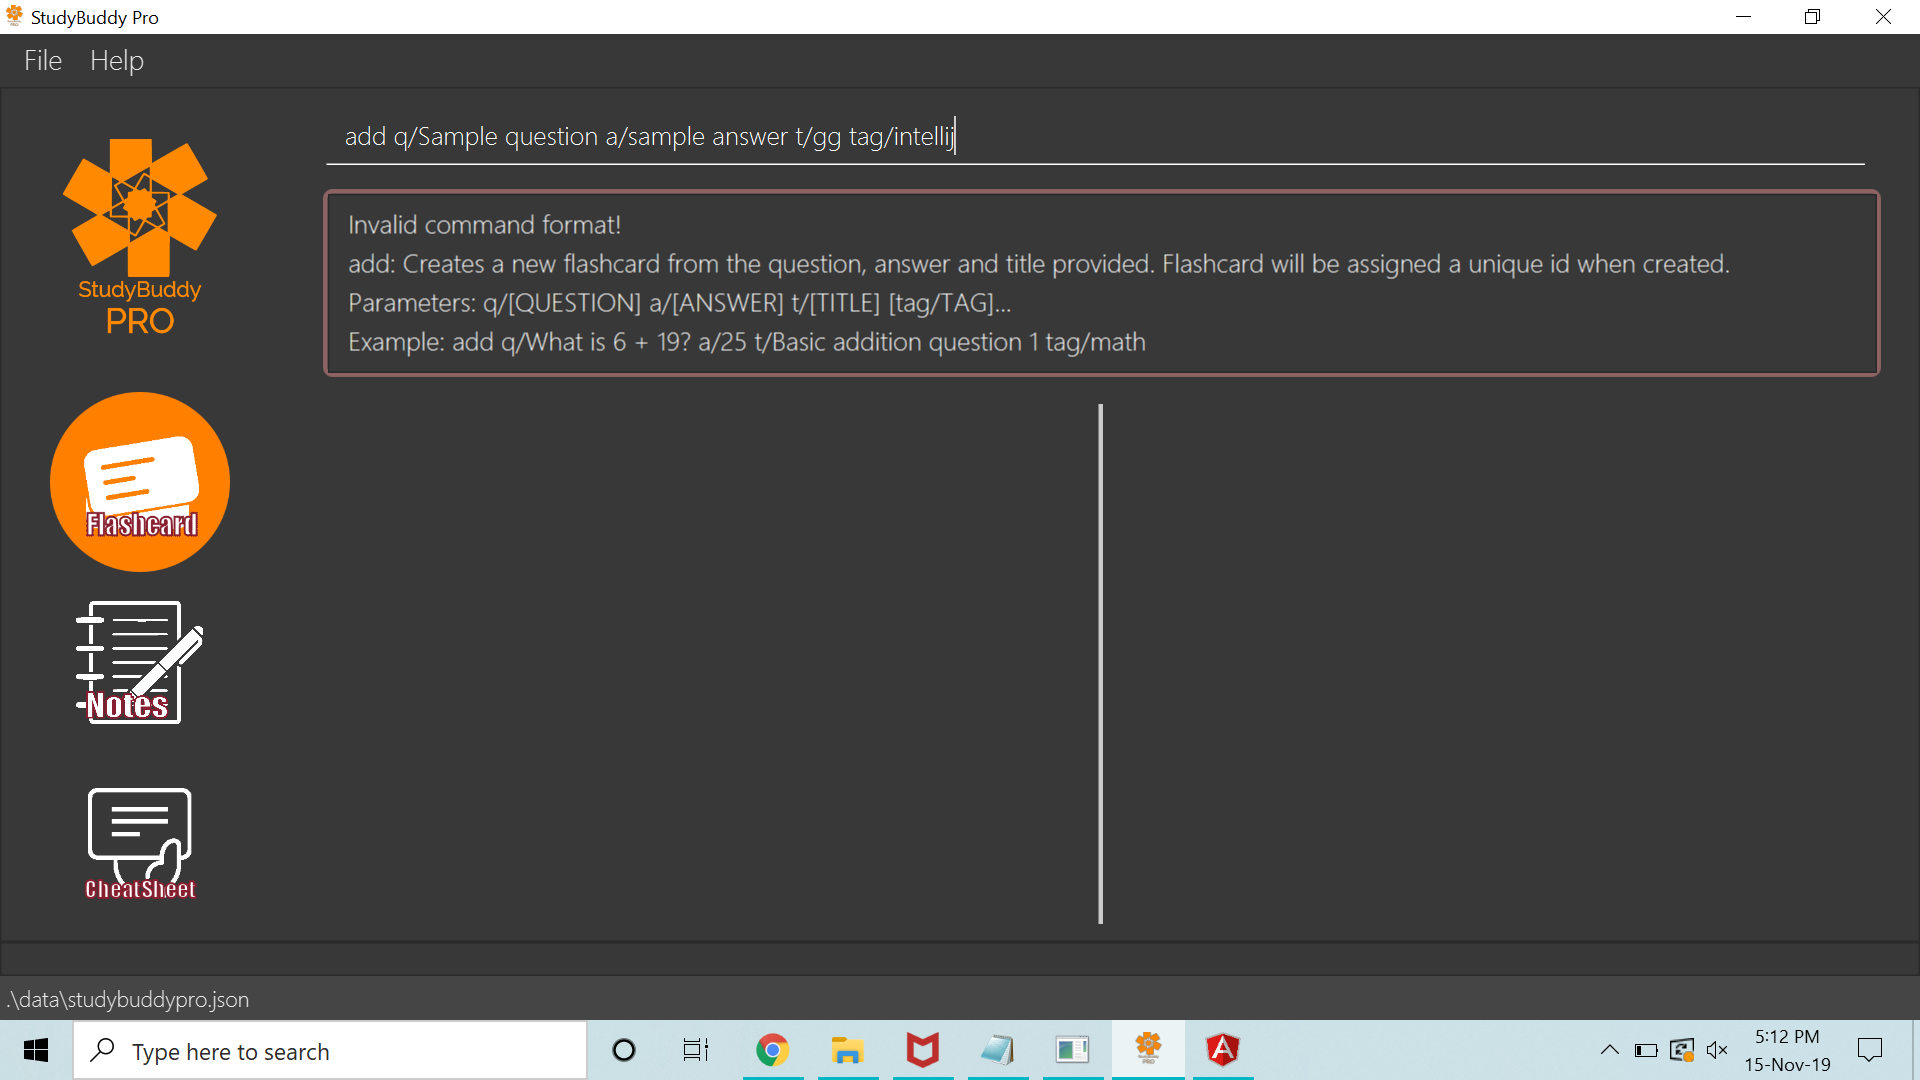 StudyBuddy Pro
File Help
add q/Sample question a/sample answer t/gg tag/intellij
Invalid command format!
add: Creates a new flashcard from the question, answer and title provided. Flashcard will be assigned a unique id when created.
Parameters: q/[QUESTION] a/[ANSWER] t/[TITLE] [tag/TAG]...
Example: add q/What is 6 + 19? a/25 t/Basic addition question 1 tag/math
StudyBuddy
PRO
Flashcard
Notes
CheatSheet
.\data\studybuddypro.json
Type here to search
PRO
5:12 PM
15-Nov-19